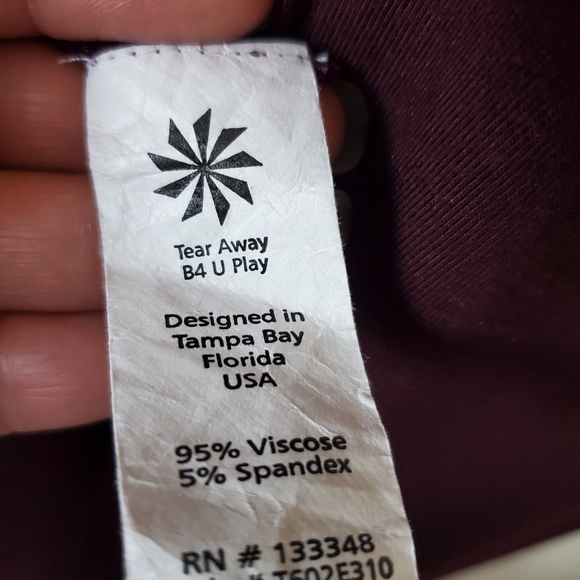 Tear Away
B4 U Play
Designed in
Tampa Bay
Florida
USA
95% Viscose
5% Spandex
RN # 133348